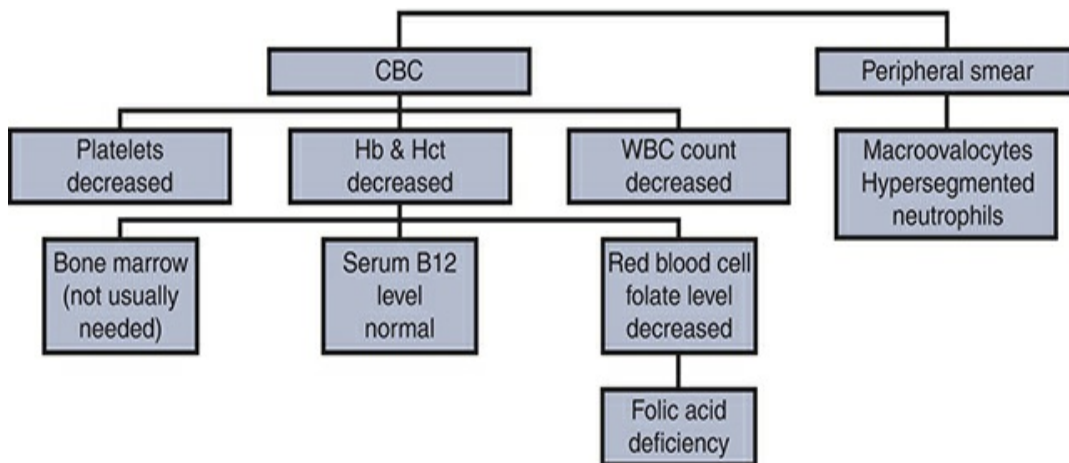 CBC
Peripheral smear
Platelets
decreased
Hb & Hct
decreased
WBC count
decreased
Macroovalocytes
Hypersegmented
neutrophils
Bone marrow
(not usually
needed)
Serum B12
level
normal
Red blood cell
folate level
decreased
Folic acid
deficiency